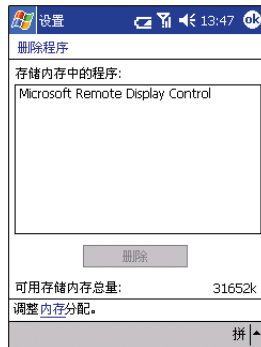 设置 13:47 ok
删除程序
存储内存中的程序:
Microsoft Remote Display Control
删除
可用存储内存总量: 31652k
调整内存分配。
拼